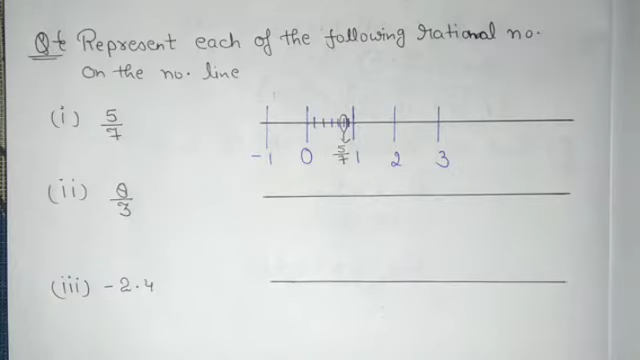 Q6 Represent each of the following rational no.
on the no. line
(i) 5/7
-1 0 5/7 1 2 3
(ii) 8/3
(iii) -2.4